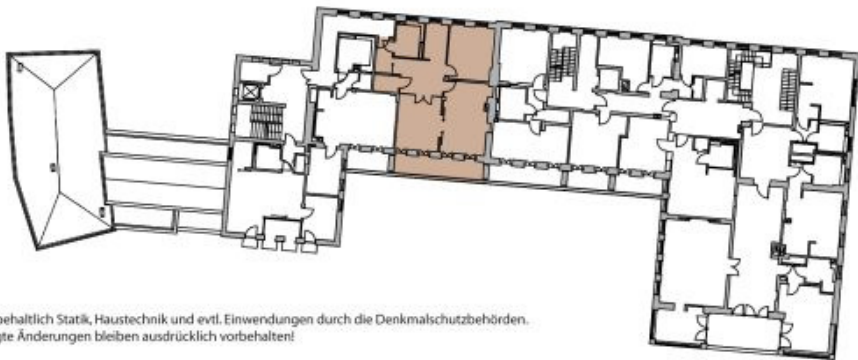 behaltlich Statik, Haustechnik und evtl. Einwendungen durch die Denkmalschutzbehörden.
gte Änderungen bleiben ausdrücklich vorbehalten!